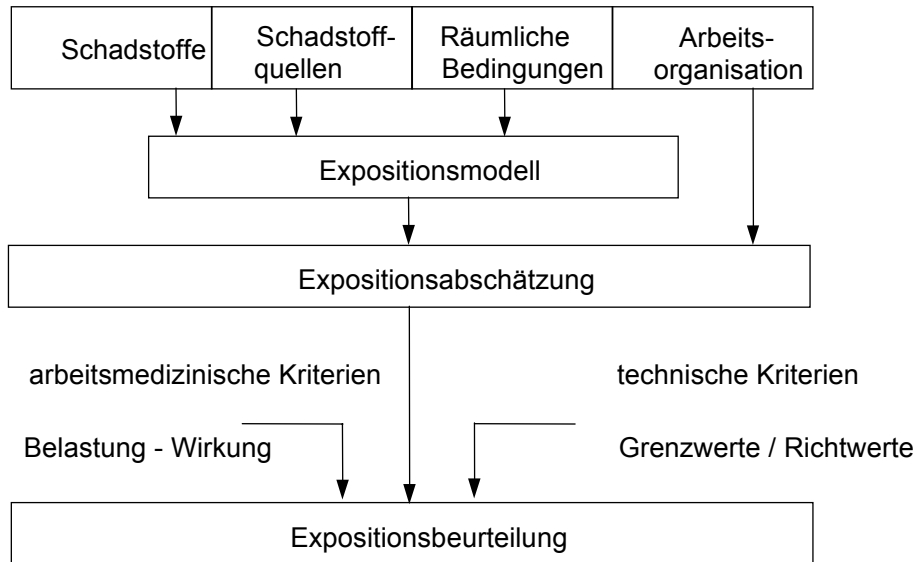 Schadstoffe
Schadstoff-
quellen
Räumliche
Bedingungen
Arbeits-
organisation
Expositionsmodell
Expositionsabschätzung
arbeitsmedizinische Kriterien
technische Kriterien
Belastung - Wirkung
Grenzwerte / Richtwerte
Expositionsbeurteilung